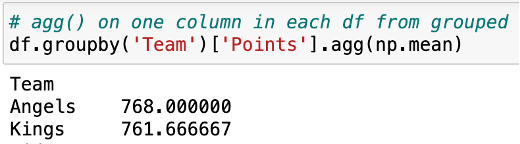 # agg() on one column in each df from grouped
df.groupby('Team')['Points'].agg(np.mean)
Team
Angels    768.000000
Kings     761.666667